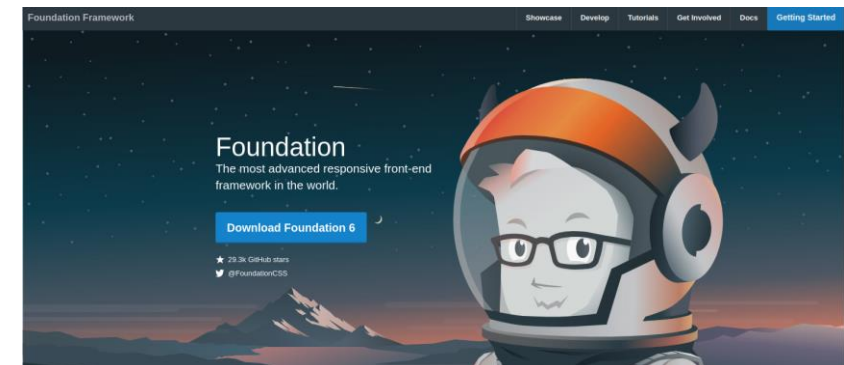 Foundation Framework
Showcase Develop Tutorials Get Involved Docs Getting Started
Foundation
The most advanced responsive front-end
framework in the world.
Download Foundation 6
29.3k GitHub stars
@FoundationCSS